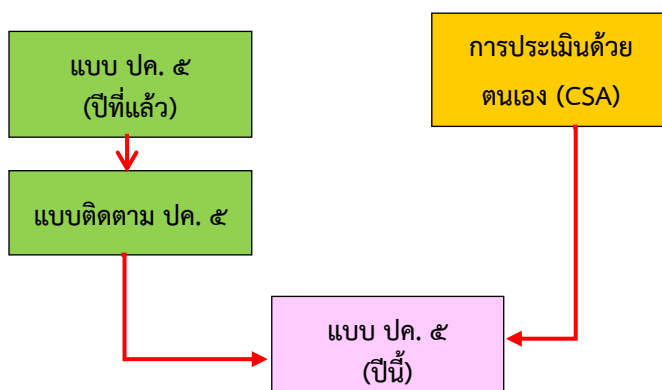 แบบ ปค. ๕
(ปีที่แล้ว)
การประเมินด้วย
ตนเอง (CSA)
แบบติดตาม ปค. ๕
แบบ ปค. ๕
(ปีนี้)